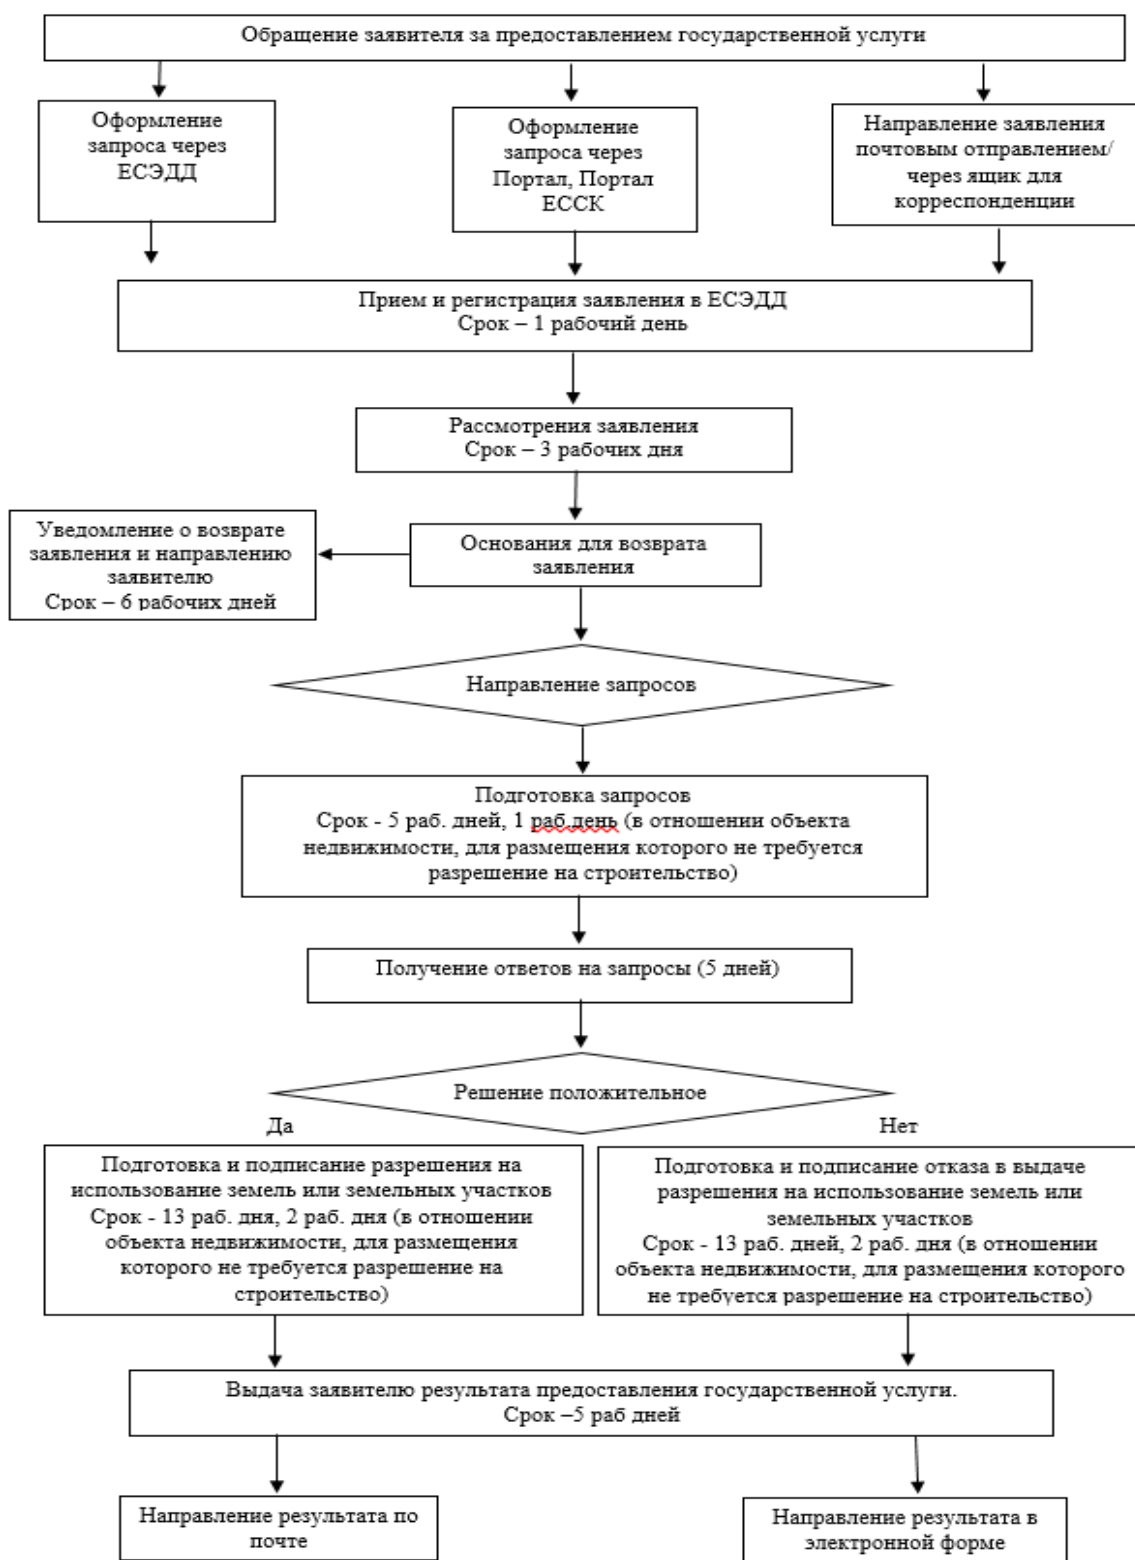 Обращение заявителя за предоставлением государственной услуги
Оформление
запроса через
ЕСЭДД
Оформление
запроса через
Портал, Портал
ЕССК
Направление заявления
почтовым отправлением/
через ящик для
корреспонденции
Прием и регистрация заявления в ЕСЭДД
Срок – 1 рабочий день
Рассмотрения заявления
Срок – 3 рабочих дня
Уведомление о возврате
заявления и направлению
заявителю
Срок – 6 рабочих дней
Основания для возврата
заявления
Направление запросов
Подготовка запросов
Срок - 5 раб. дней, 1 раб.день (в отношении объекта
недвижимости, для размещения которого не требуется
разрешение на строительство)
Получение ответов на запросы (5 дней)
Решение положительное
Да
Нет
Подготовка и подписание разрешения на
использование земель или земельных участков
Срок - 13 раб. дня, 2 раб. дня (в отношении
объекта недвижимости, для размещения
которого не требуется разрешение на
строительство)
Подготовка и подписание отказа в выдаче
разрешения на использование земель или
земельных участков
Срок - 13 раб. дней, 2 раб. дня (в отношении
объекта недвижимости, для размещения которого
не требуется разрешение на строительство)
Выдача заявителю результата предоставления государственной услуги.
Срок –5 раб дней
Направление результата по
почте
Направление результата в
электронной форме